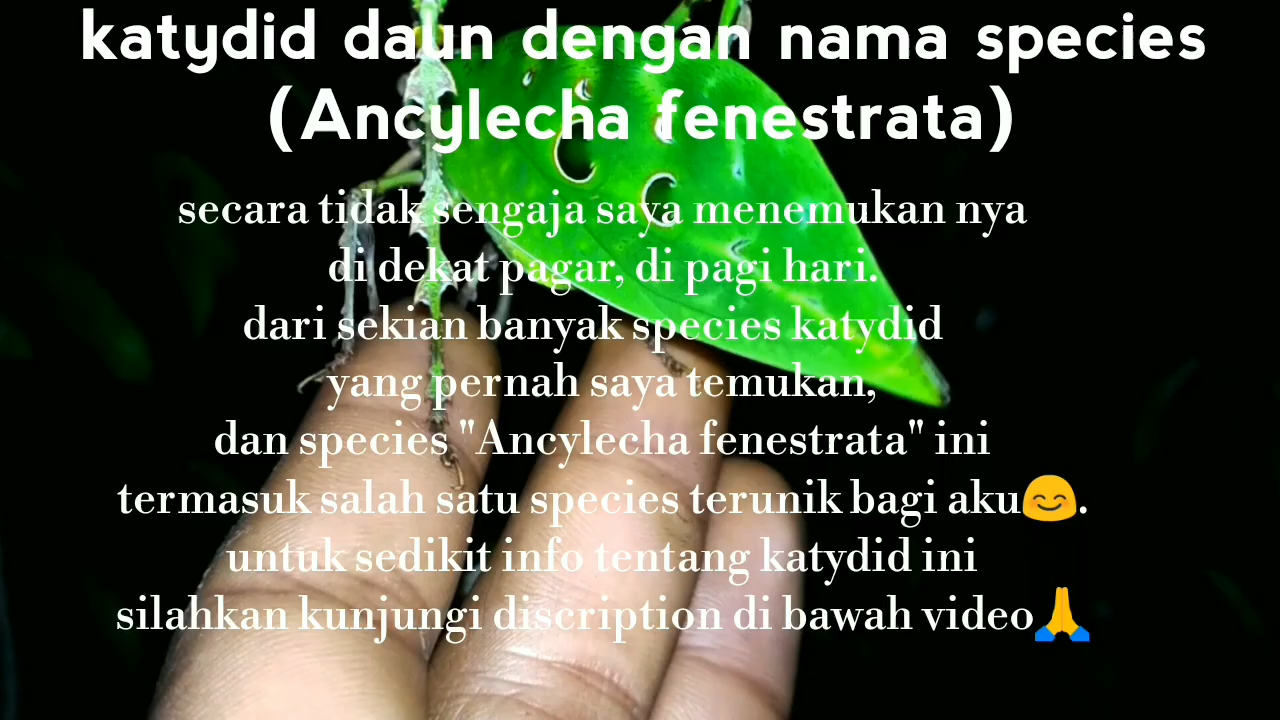 katydid daun dengan nama species
(Ancylecha fenestrata)
secara tidak sengaja saya menemukan nya
di dekat pagar, di pagi hari.
dari sekian banyak species katydid
yang pernah saya temukan,
dan species "Ancylecha fenestrata" ini
termasuk salah satu species terunik bagi aku😊.
untuk sedikit info tentang katydid ini
silahkan kunjungi discription di bawah video🙏